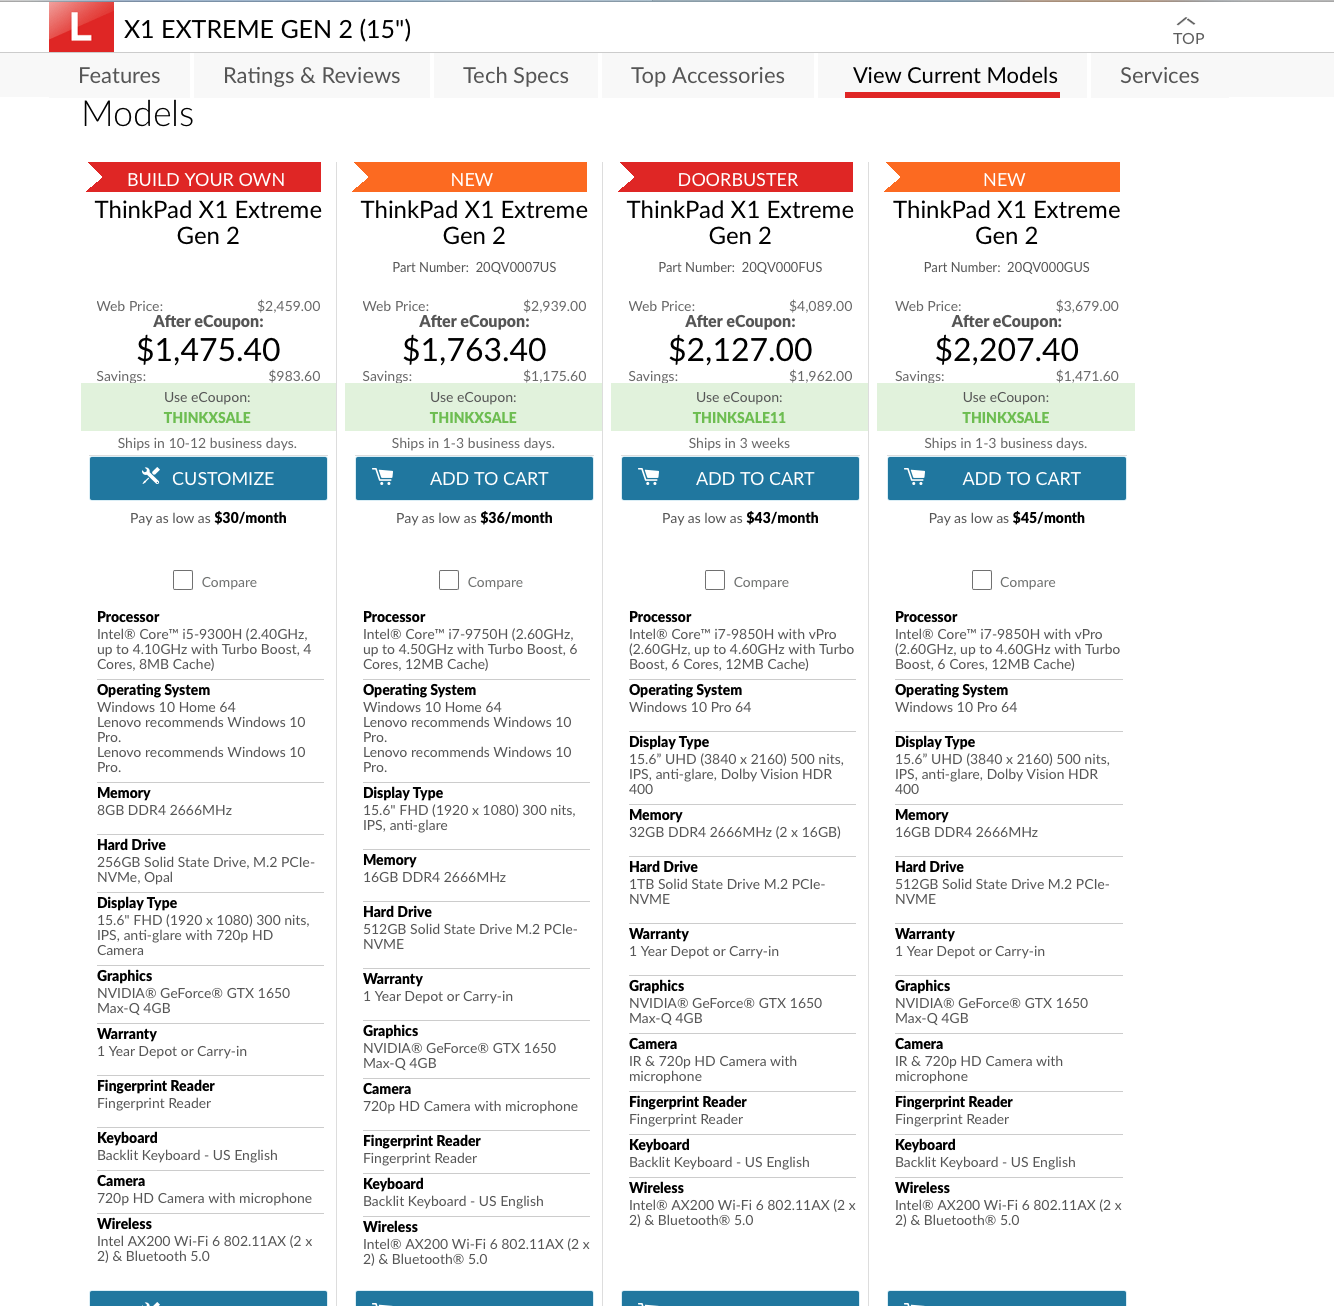 L X1 EXTREME GEN 2 (15")
TOP
Features Ratings & Reviews Tech Specs Top Accessories View Current Models Services
Models
BUILD YOUR OWN
ThinkPad X1 Extreme
Gen 2
Web Price: $2,459.00
After eCoupon:
$1,475.40
Savings: $983.60
Use eCoupon:
THINKXSALE
Ships in 10-12 business days.
CUSTOMIZE
Pay as low as $30/month
Compare
Processor
Intel® Core™ i5-9300H (2.40GHz,
up to 4.10GHz with Turbo Boost, 4
Cores, 8MB Cache)
Operating System
Windows 10 Home 64
Lenovo recommends Windows 10
Pro.
Lenovo recommends Windows 10
Pro.
Memory
8GB DDR4 2666MHz
Hard Drive
256GB Solid State Drive, M.2 PCIe-
NVMe, Opal
Display Type
15.6" FHD (1920 x 1080) 300 nits,
IPS, anti-glare with 720p HD
Camera
Graphics
NVIDIA® GeForce® GTX 1650
Max-Q 4GB
Warranty
1 Year Depot or Carry-in
Fingerprint Reader
Fingerprint Reader
Keyboard
Backlit Keyboard - US English
Camera
720p HD Camera with microphone
Wireless
Intel AX200 Wi-Fi 6 802.11AX (2 x
2) & Bluetooth 5.0
NEW
ThinkPad X1 Extreme
Gen 2
Part Number: 20QV0007US
Web Price: $2,939.00
After eCoupon:
$1,763.40
Savings: $1,175.60
Use eCoupon:
THINKXSALE
Ships in 1-3 business days.
ADD TO CART
Pay as low as $36/month
Compare
Processor
Intel® Core™ i7-9750H (2.60GHz,
up to 4.50GHz with Turbo Boost, 6
Cores, 12MB Cache)
Operating System
Windows 10 Home 64
Lenovo recommends Windows 10
Pro.
Lenovo recommends Windows 10
Pro.
Display Type
15.6" FHD (1920 x 1080) 300 nits,
IPS, anti-glare
Memory
16GB DDR4 2666MHz
Hard Drive
512GB Solid State Drive M.2 PCIe-
NVME
Warranty
1 Year Depot or Carry-in
Graphics
NVIDIA® GeForce® GTX 1650
Max-Q 4GB
Camera
720p HD Camera with microphone
Fingerprint Reader
Fingerprint Reader
Keyboard
Backlit Keyboard - US English
Wireless
Intel® AX200 Wi-Fi 6 802.11AX (2 x
2) & Bluetooth® 5.0
DOORBUSTER
ThinkPad X1 Extreme
Gen 2
Part Number: 20QV000FUS
Web Price: $4,089.00
After eCoupon:
$2,127.00
Savings: $1,962.00
Use eCoupon:
THINKSALE11
Ships in 3 weeks
ADD TO CART
Pay as low as $43/month
Compare
Processor
Intel® Core™ i7-9850H with vPro
(2.60GHz, up to 4.60GHz with Turbo
Boost, 6 Cores, 12MB Cache)
Operating System
Windows 10 Pro 64
Display Type
15.6” UHD (3840 x 2160) 500 nits,
IPS, anti-glare, Dolby Vision HDR
400
Memory
32GB DDR4 2666MHz (2 x 16GB)
Hard Drive
1TB Solid State Drive M.2 PCIe-
NVME
Warranty
1 Year Depot or Carry-in
Graphics
NVIDIA® GeForce® GTX 1650
Max-Q 4GB
Camera
IR & 720p HD Camera with
microphone
Fingerprint Reader
Fingerprint Reader
Keyboard
Backlit Keyboard - US English
Wireless
Intel® AX200 Wi-Fi 6 802.11AX (2 x
2) & Bluetooth® 5.0
NEW
ThinkPad X1 Extreme
Gen 2
Part Number: 20QV000GUS
Web Price: $3,679.00
After eCoupon:
$2,207.40
Savings: $1,471.60
Use eCoupon:
THINKXSALE
Ships in 1-3 business days.
ADD TO CART
Pay as low as $45/month
Compare
Processor
Intel® Core™ i7-9850H with vPro
(2.60GHz, up to 4.60GHz with Turbo
Boost, 6 Cores, 12MB Cache)
Operating System
Windows 10 Pro 64
Display Type
15.6” UHD (3840 x 2160) 500 nits,
IPS, anti-glare, Dolby Vision HDR
400
Memory
16GB DDR4 2666MHz
Hard Drive
512GB Solid State Drive M.2 PCIe-
NVME
Warranty
1 Year Depot or Carry-in
Graphics
NVIDIA® GeForce® GTX 1650
Max-Q 4GB
Camera
IR & 720p HD Camera with
microphone
Fingerprint Reader
Fingerprint Reader
Keyboard
Backlit Keyboard - US English
Wireless
Intel® AX200 Wi-Fi 6 802.11AX (2 x
2) & Bluetooth® 5.0